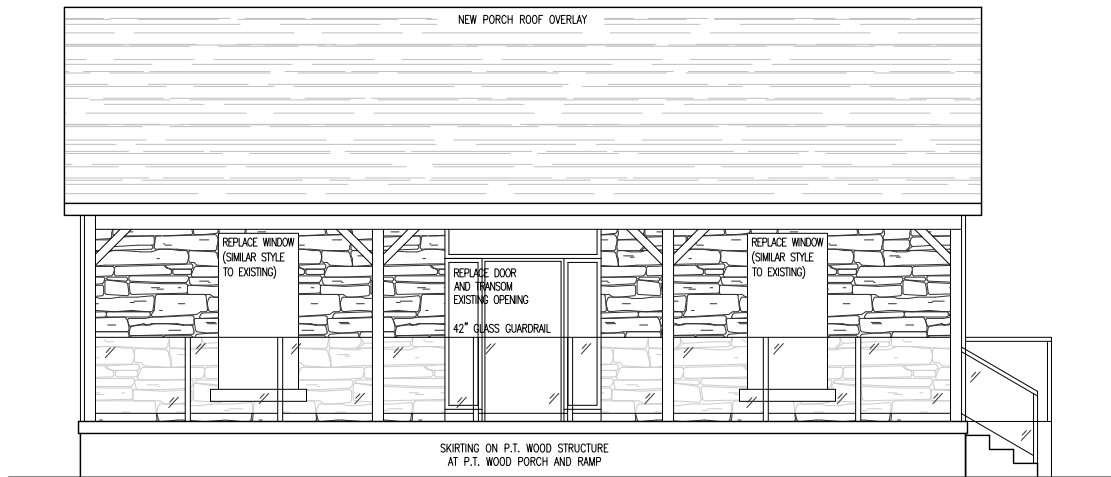 NEW PORCH ROOF OVERLAY
REPLACE WINDOW
(SIMILAR STYLE
TO EXISTING)
REPLACE DOOR
AND TRANSOM
EXISTING OPENING
42" GLASS GUARDRAIL
REPLACE WINDOW
(SIMILAR STYLE
TO EXISTING)
SKIRTING ON P.T. WOOD STRUCTURE
AT P.T. WOOD PORCH AND RAMP